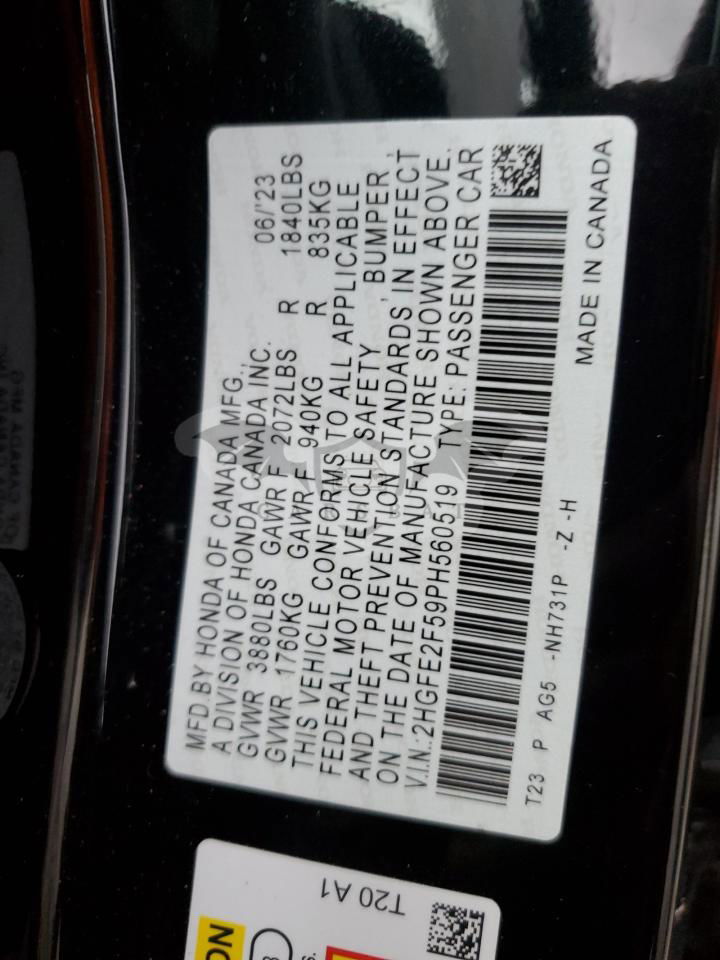 MFD.BY HONDA OF CANADA MFG.,
06/'23
A DIVISION OF HONDA CANADA INC.
GVWR 3880LBS GAWR F 2072LBS R 1840LBS
GVWR 1760KG GAWR F 940KG R 835KG
THIS VEHICLE CONFORMS TO ALL APPLICABLE
FEDERAL MOTOR VEHICLE SAFETY, BUMPER,
AND THEFT PREVENTION STANDARDS IN EFFECT
ON THE DATE OF MANUFACTURE SHOWN ABOVE.
V.I.N.:2HGFE2F59PH560519 TYPE: PASSENGER CAR
T23 P AG5 -NH731P -Z -H
MADE IN CANADA
T20 A1